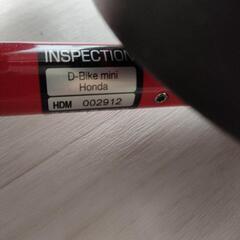 INSPECTION
D-Bike mini
Honda
HDM 002912